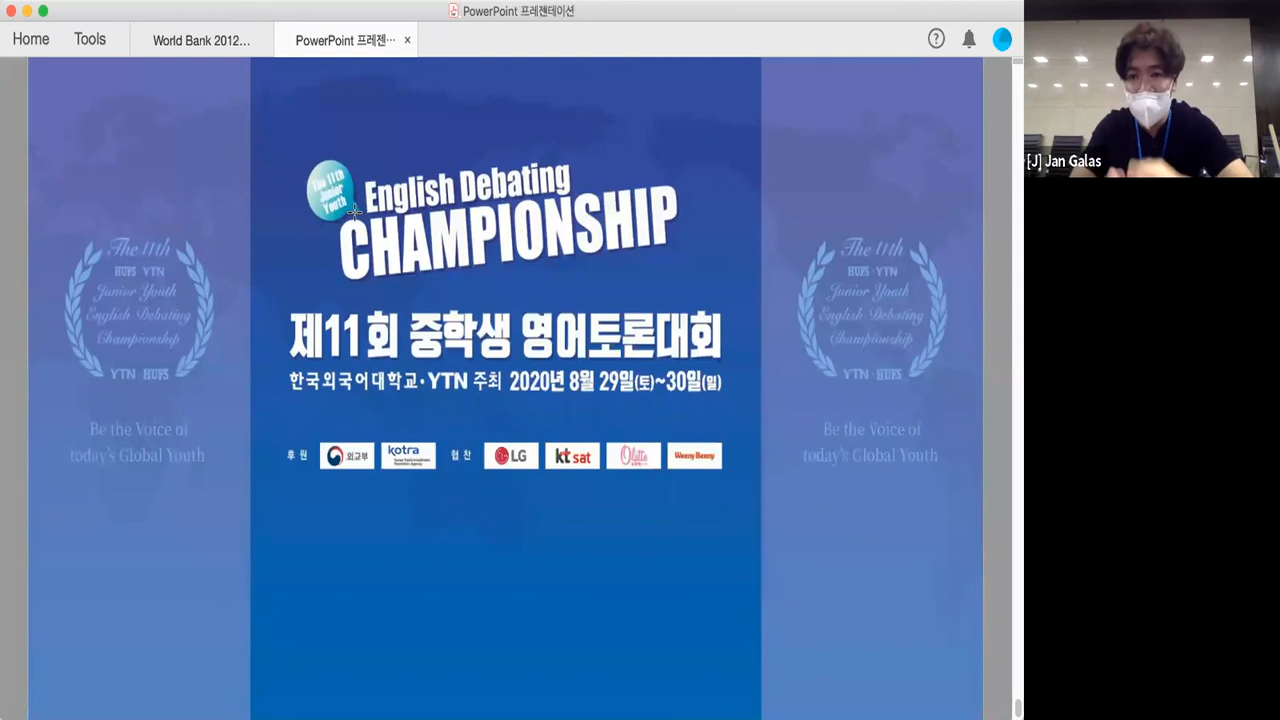 PowerPoint 프레젠테이션
Home
Tools
World Bank 2012...
PowerPoint 프레젠···
×
?
[J] Jan Galas
The 11th
Junior
Youth
English Debating
CHAMPIONSHIP
제11회 중학생 영어토론대회
한국외국어대학교·YTN 주최 2020년 8월 29일(토)~30일(일)
후원
외교부
kotra
협찬
LG
kt sat
Weeny Beeny
The 11th
HUFS·YTN
Junior Youth
English Debating
Championship
YTN·HUFS
Be the Voice of
today's Global Youth
The 11th
HUFS·YTN
Junior Youth
English Debating
Championship
YTN·HUFS
Be the Voice of
today's Global Youth